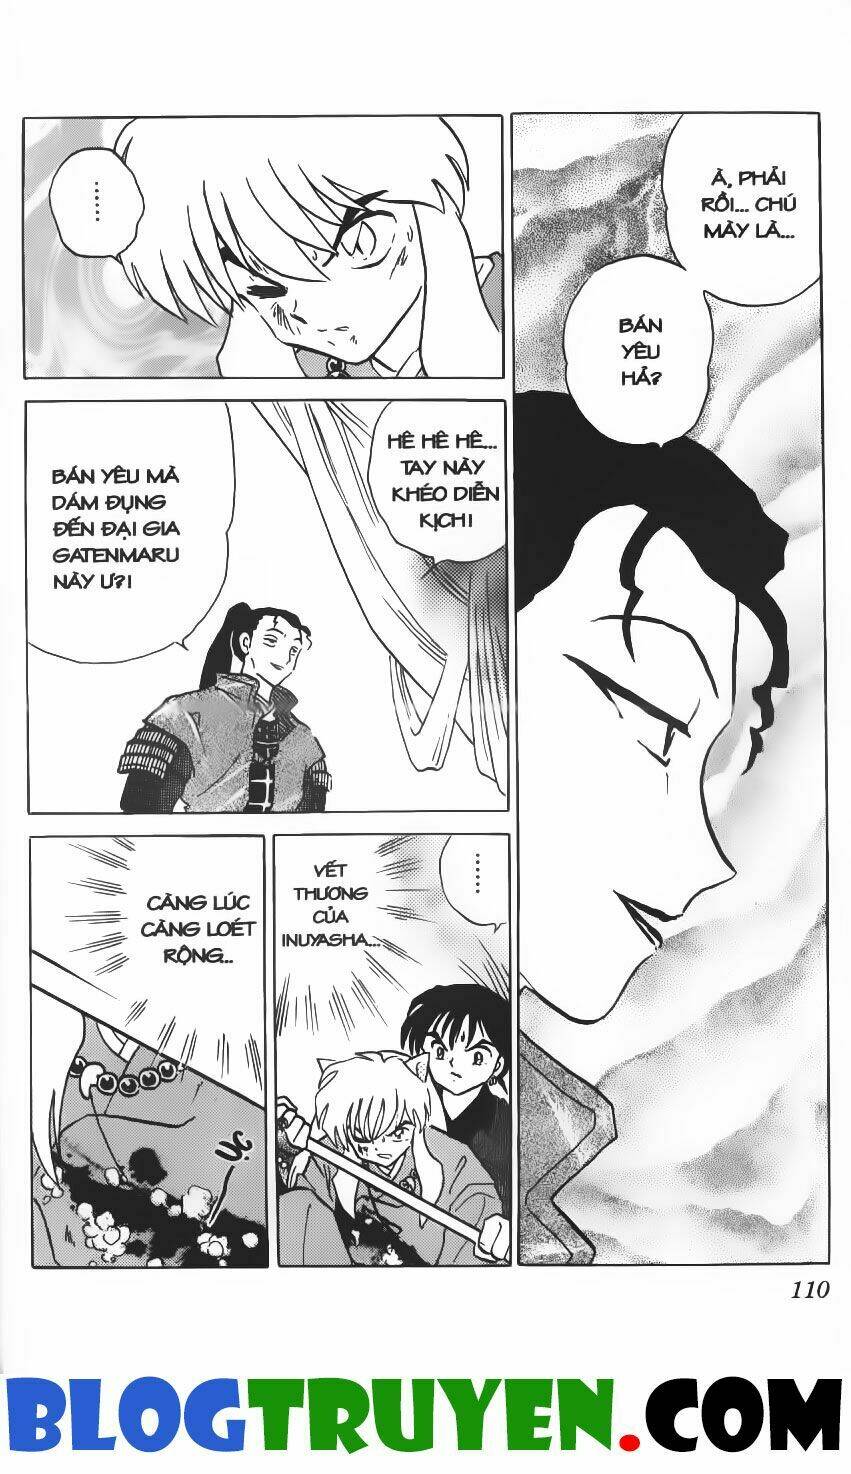 À, PHẢI
RỒI... CHÚ
MÀY LÀ...
BÁN
YÊU
HẢ?
......
HÊ HÊ HÊ...
TAY NÀY
KHÉO DIỄN
KỊCH!
BÁN YÊU MÀ
DÁM ĐỤNG
ĐẾN ĐẠI GIA
GATENMARU
NÀY Ư?!
......
VẾT
THƯƠNG
CỦA
INUYASHA...
CÀNG LÚC
CÀNG LOÉT
RỘNG...
ỤC
110
BLOGTRUYEN.COM